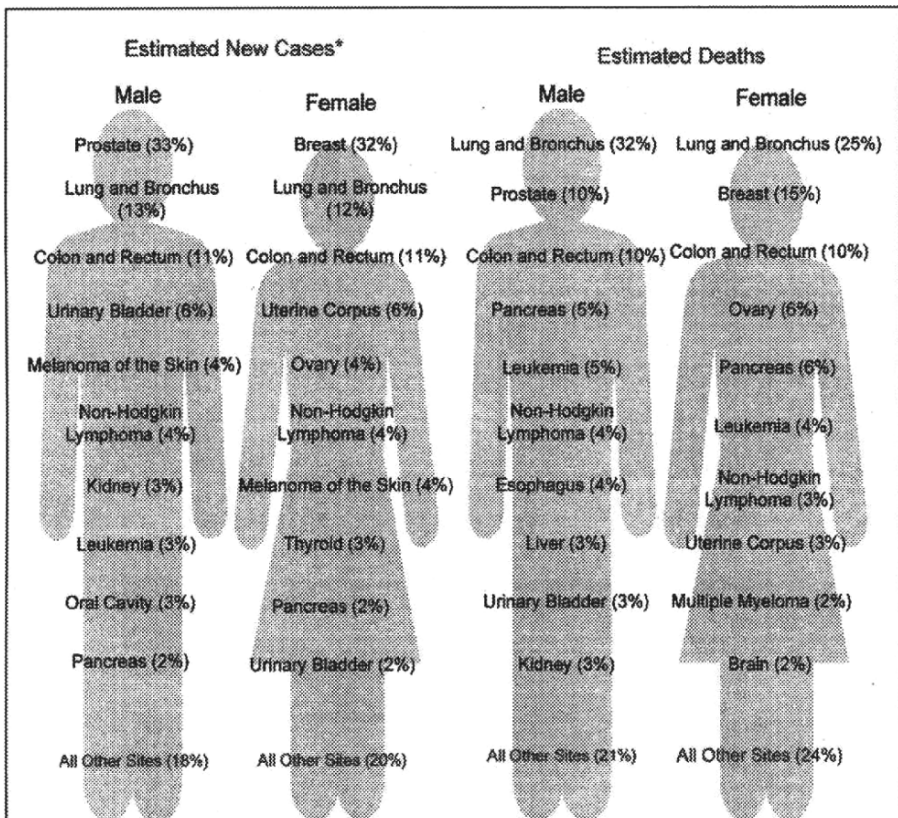 Estimated New Cases*
Male
Prostate (33%)
Lung and Bronchus
(13%)
Colon and Rectum (11%)
Urinary Bladder (6%)
Melanoma of the Skin (4%)
Non-Hodgkin
Lymphoma (4%)
Kidney (3%)
Leukemia (3%)
Oral Cavity (3%)
Pancreas (2%)
All Other Sites (18%)
Female
Breast (32%)
Lung and Bronchus
(12%)
Colon and Rectum (11%)
Uterine Corpus (6%)
Ovary (4%)
Non-Hodgkin
Lymphoma (4%)
Melanoma of the Skin (4%)
Thyroid (3%)
Pancreas (2%)
Urinary Bladder (2%)
All Other Sites (20%)
Estimated Deaths
Male
Lung and Bronchus (32%)
Prostate (10%)
Colon and Rectum (10%)
Pancreas (5%)
Leukemia (5%)
Non-Hodgkin
Lymphoma (4%)
Esophagus (4%)
Liver (3%)
Urinary Bladder (3%)
Kidney (3%)
All Other Sites (21%)
Female
Lung and Bronchus (25%)
Breast (15%)
Colon and Rectum (10%)
Ovary (6%)
Pancreas (6%)
Leukemia (4%)
Non-Hodgkin
Lymphoma (3%)
Uterine Corpus (3%)
Multiple Myeloma (2%)
Brain (2%)
All Other Sites (24%)